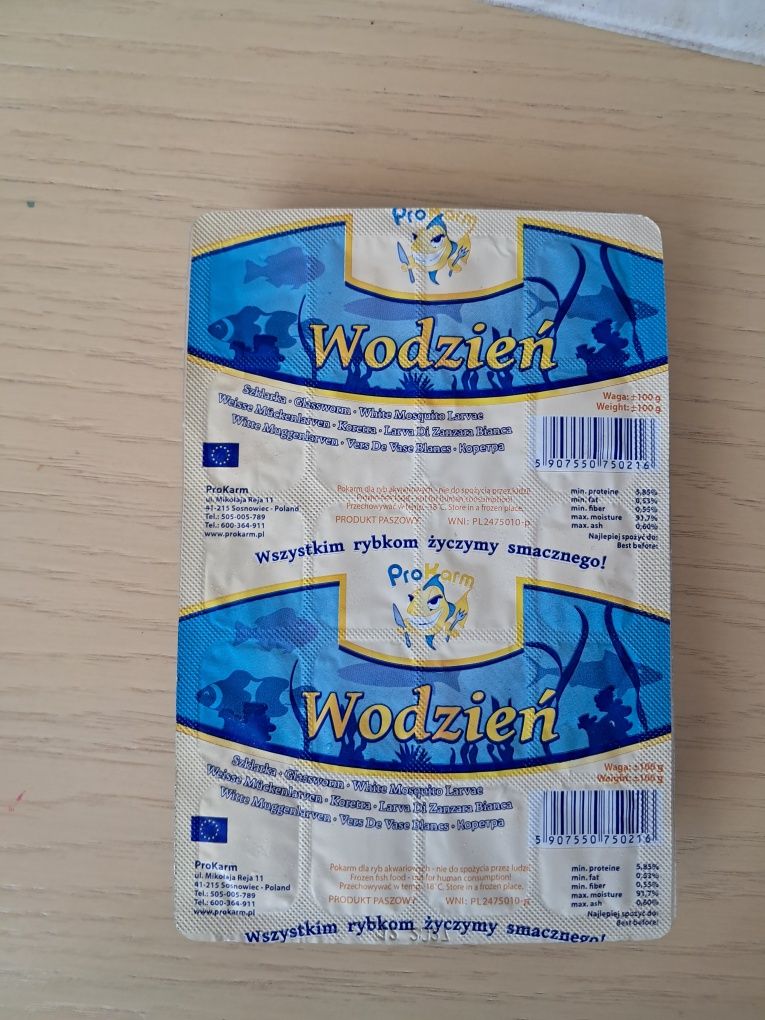 ProKarm
Wodzień
Szklarka · Glassworm · White Mosquito Larvae
Weisse Mückenlarven · Koretra · Larva Di Zanzara Bianca
Witte Muggenlarven · Vers De Vase Blancs · Коретра
Waga: ±100 g
Weight: ±100 g
5 907550 750216
ProKarm
ul. Mikołaja Reja 11
41-215 Sosnowiec - Poland
Tel.: 505-005-789
Tel.: 600-364-911
www.prokarm.pl
Pokarm dla ryb akwariowych - nie do spożycia przez ludzi!
Frozen fish food - not for human consumption!
Przechowywać w temp. -18°C. Store in a frozen place.
PRODUKT PASZOWY WNI: PL2475010-p
min. proteine 5,85%
min. fat 0,53%
min. fiber 0,55%
max. moisture 91,7%
max. ash 0,60%
Najlepiej spożyć do:
Best before:
Wszystkim rybkom życzymy smacznego!
ProKarm
Wodzień
Szklarka · Glassworm · White Mosquito Larvae
Weisse Mückenlarven · Koretra · Larva Di Zanzara Bianca
Witte Muggenlarven · Vers De Vase Blancs · Коретра
Waga: ±100 g
Weight: ±100 g
5 907550 750216
ProKarm
ul. Mikołaja Reja 11
41-215 Sosnowiec - Poland
Tel.: 505-005-789
Tel.: 600-364-911
www.prokarm.pl
Pokarm dla ryb akwariowych - nie do spożycia przez ludzi!
Frozen fish food - not for human consumption!
Przechowywać w temp. -18°C. Store in a frozen place.
PRODUKT PASZOWY WNI: PL2475010-p
min. proteine 5,85%
min. fat 0,53%
min. fiber 0,55%
max. moisture 91,7%
max. ash 0,60%
Najlepiej spożyć do:
Best before:
Wszystkim rybkom życzymy smacznego!